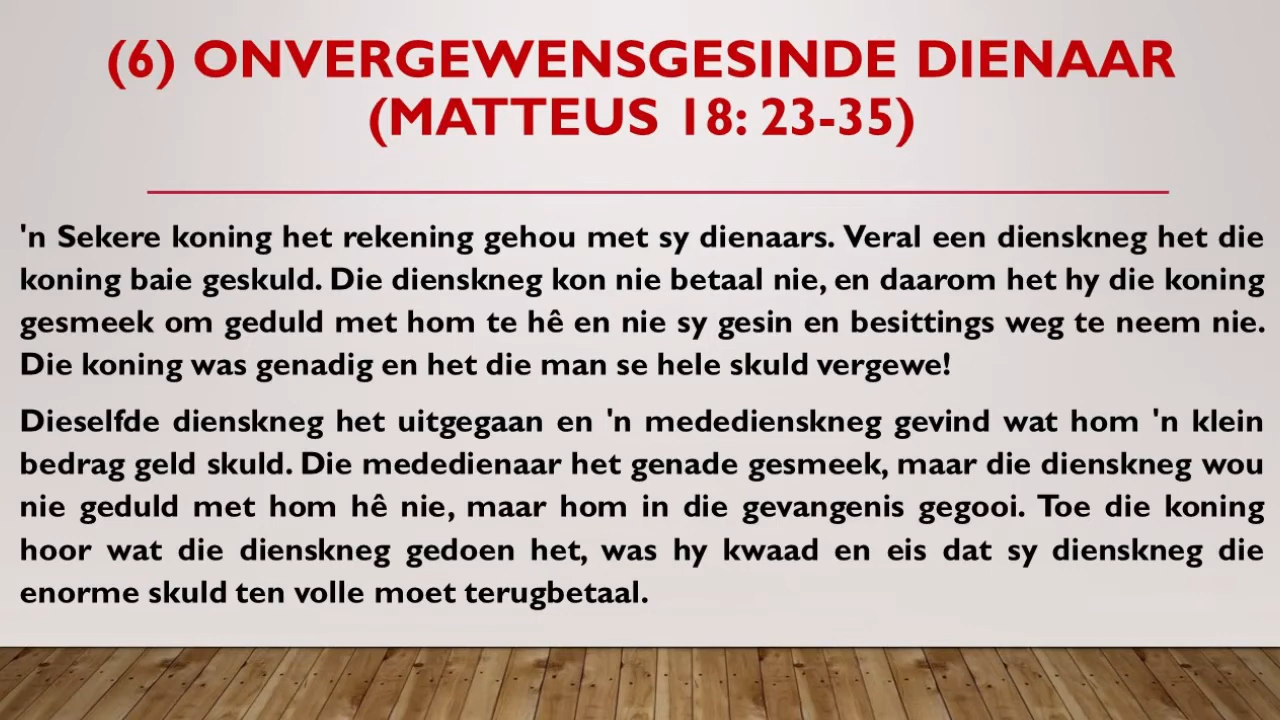 (6) ONVERGEWENSGESINDE DIENAAR
(MATTEUS 18: 23-35)
'n Sekere koning het rekening gehou met sy dienaars. Veral een dienskneg het die
koning baie geskuld. Die dienskneg kon nie betaal nie, en daarom het hy die koning
gesmeek om geduld met hom te hê en nie sy gesin en besittings weg te neem nie.
Die koning was genadig en het die man se hele skuld vergewe!
Dieselfde dienskneg het uitgegaan en 'n mededienskneg gevind wat hom 'n klein
bedrag geld skuld. Die mededienaar het genade gesmeek, maar die dienskneg wou
nie geduld met hom hê nie, maar hom in die gevangenis gegooi. Toe die koning
hoor wat die dienskneg gedoen het, was hy kwaad en eis dat sy dienskneg die
enorme skuld ten volle moet terugbetaal.